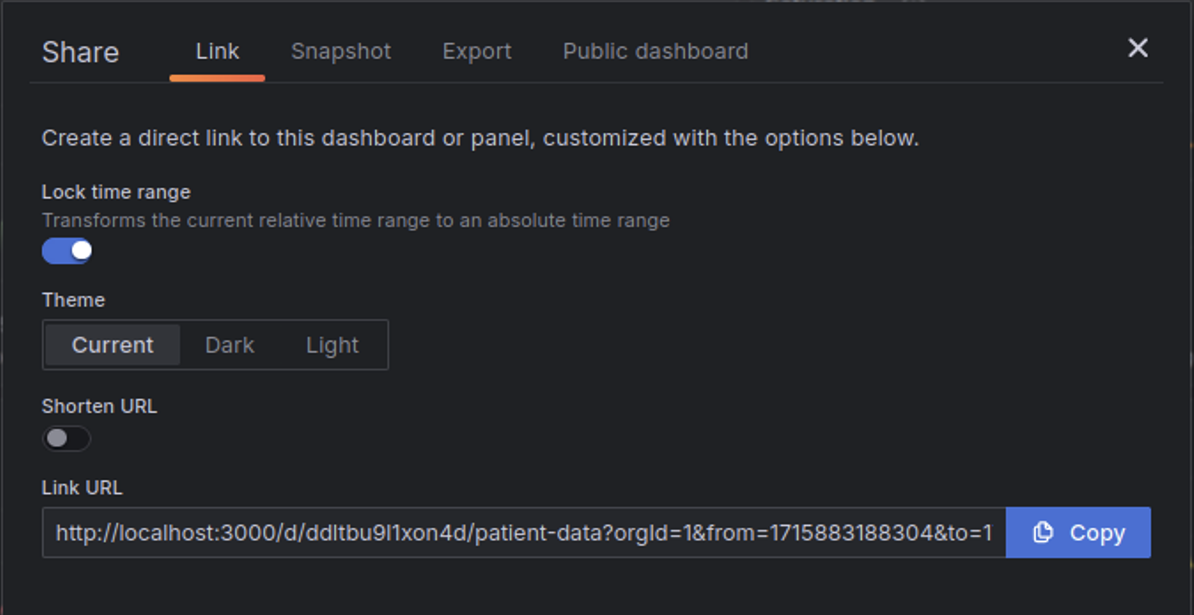 Share Link Snapshot Export Public dashboard
Create a direct link to this dashboard or panel, customized with the options below.
Lock time range
Transforms the current relative time range to an absolute time range
Theme
Current Dark Light
Shorten URL
Link URL
http://localhost:3000/d/ddltbu9l1xon4d/patient-data?orgId=1&from=1715883188304&to=1 Copy